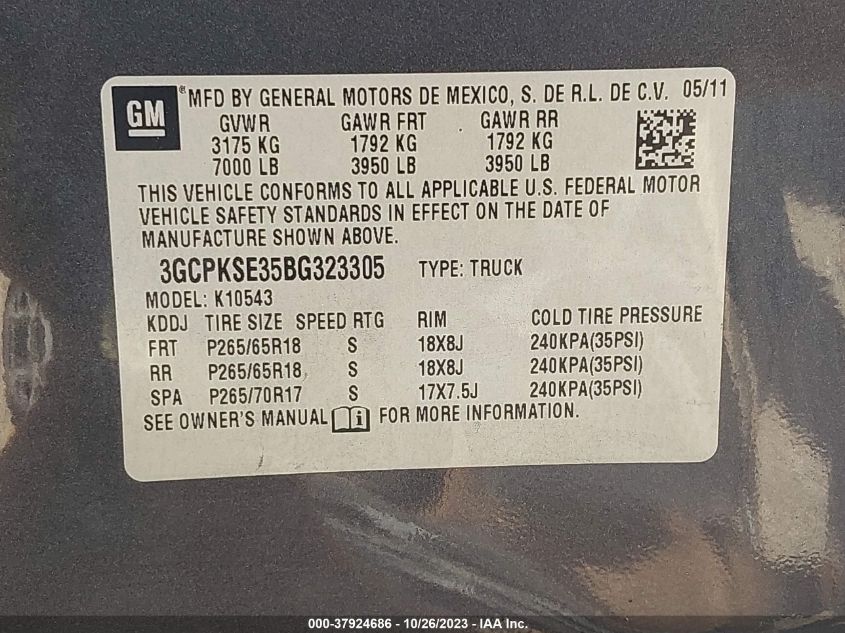 GM ®MFD BY GENERAL MOTORS DE MEXICO, S. DE R.L. DE C.V. 05/11
GVWR GAWR FRT GAWR RR
3175 KG 1792 KG 1792 KG
7000 LB 3950 LB 3950 LB
THIS VEHICLE CONFORMS TO ALL APPLICABLE U.S. FEDERAL MOTOR
VEHICLE SAFETY STANDARDS IN EFFECT ON THE DATE OF
MANUFACTURE SHOWN ABOVE.
3GCPKSE35BG323305 TYPE: TRUCK
MODEL: K10543
KDDJ TIRE SIZE SPEED RTG RIM COLD TIRE PRESSURE
FRT P265/65R18 S 18X8J 240KPA(35PSI)
RR P265/65R18 S 18X8J 240KPA(35PSI)
SPA P265/70R17 S 17X7.5J 240KPA(35PSI)
SEE OWNER'S MANUAL i FOR MORE INFORMATION.
000-37924686 - 10/26/2023 - IAA Inc.